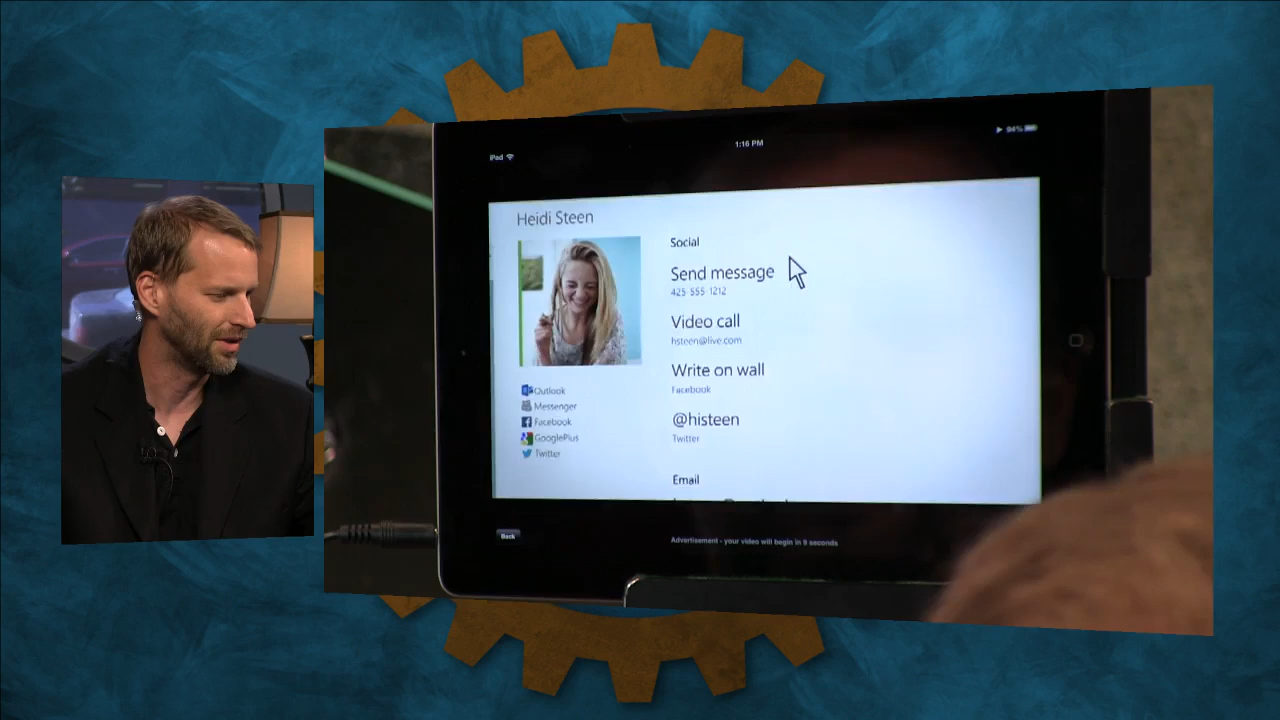 iPad
1:16 PM
94%
Heidi Steen
Social
Send message
425-555-1212
Video call
hsteen@live.com
Write on wall
Facebook
@histeen
Twitter
Email
Outlook
Messenger
Facebook
GooglePlus
Twitter
Back
Advertisement - your video will begin in 9 seconds